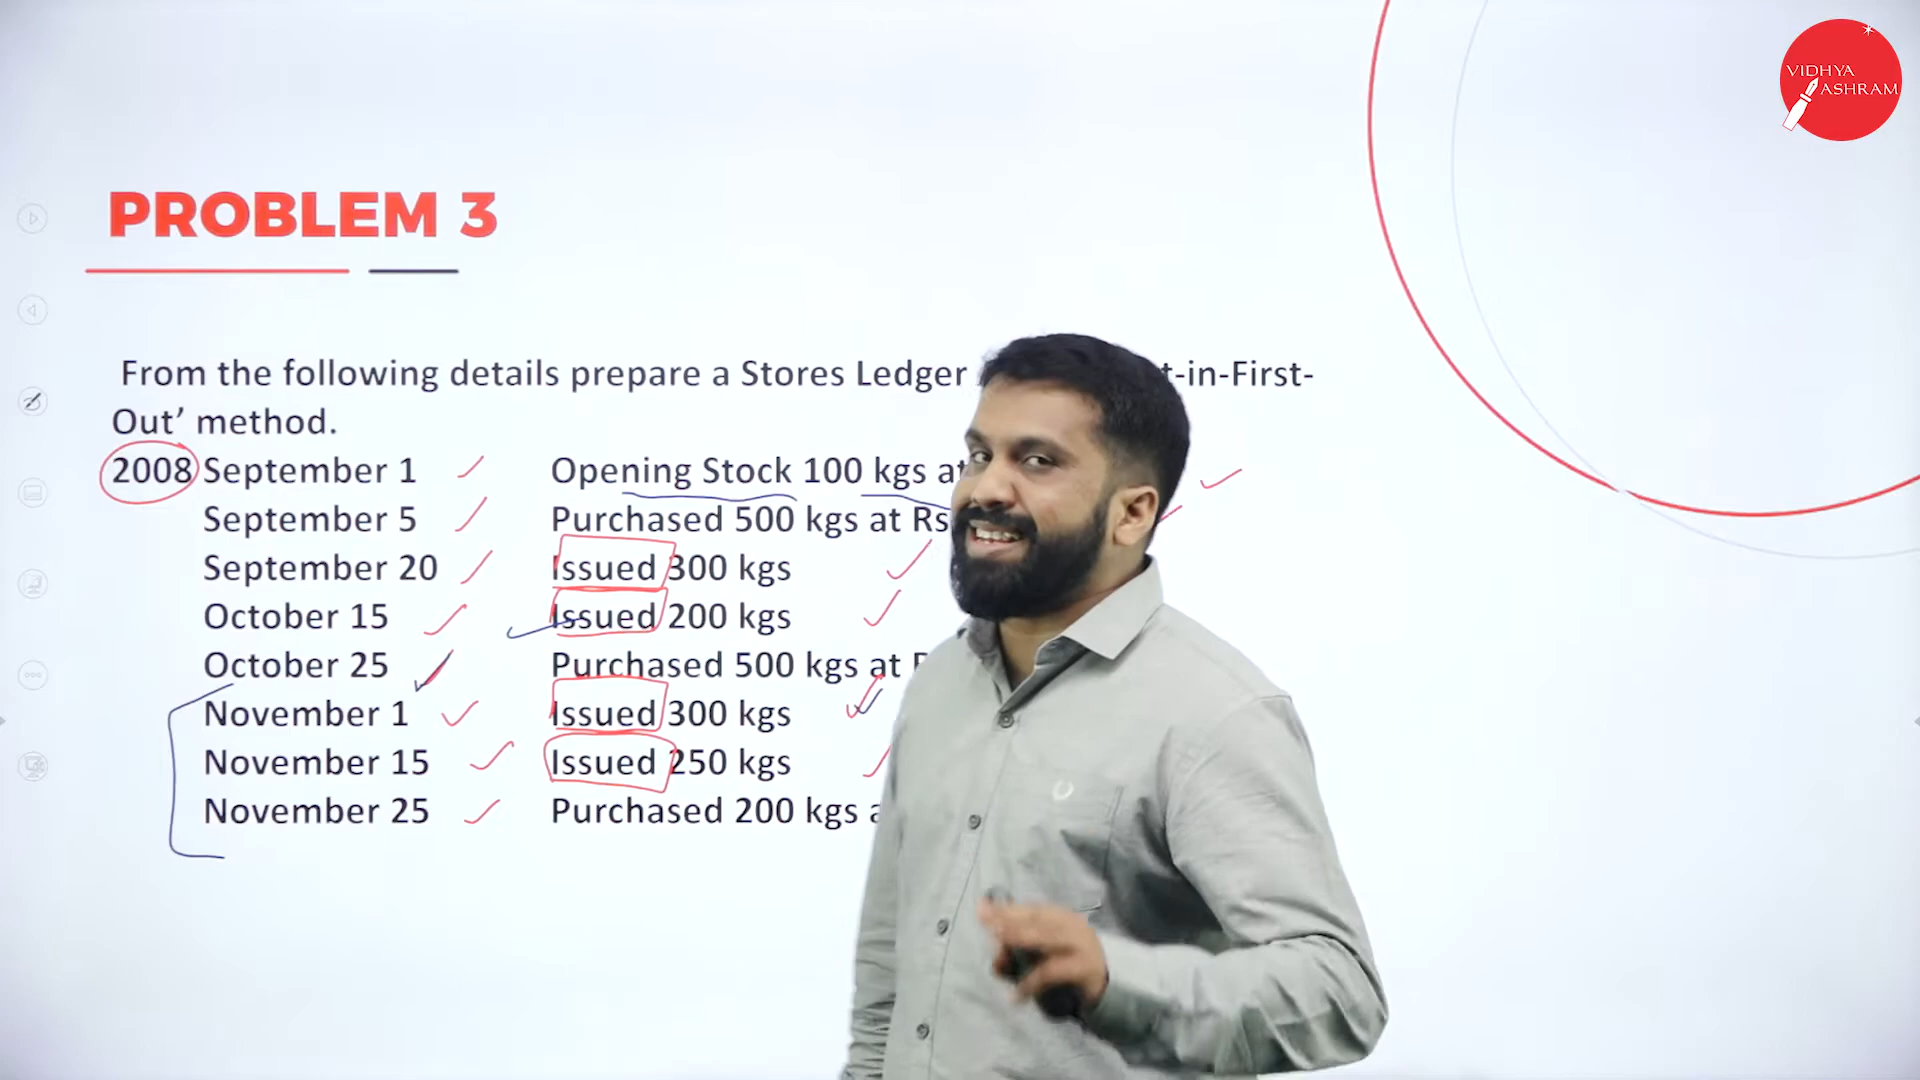 VIDHYA
ASHRAM
PROBLEM 3
From the following details prepare a Stores Ledger t-in-First-
Out’ method.
2008 September 1 Opening Stock 100 kgs at
September 5 Purchased 500 kgs at Rs
September 20 Issued 300 kgs
October 15 Issued 200 kgs
October 25 Purchased 500 kgs at
November 1 Issued 300 kgs
November 15 Issued 250 kgs
November 25 Purchased 200 kgs